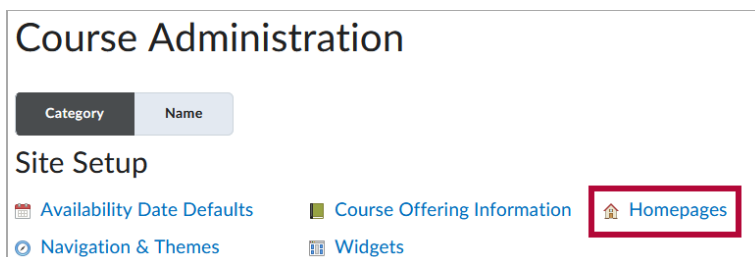 Course Administration
Category Name
Site Setup
Availability Date Defaults Course Offering Information Homepages
Navigation & Themes Widgets